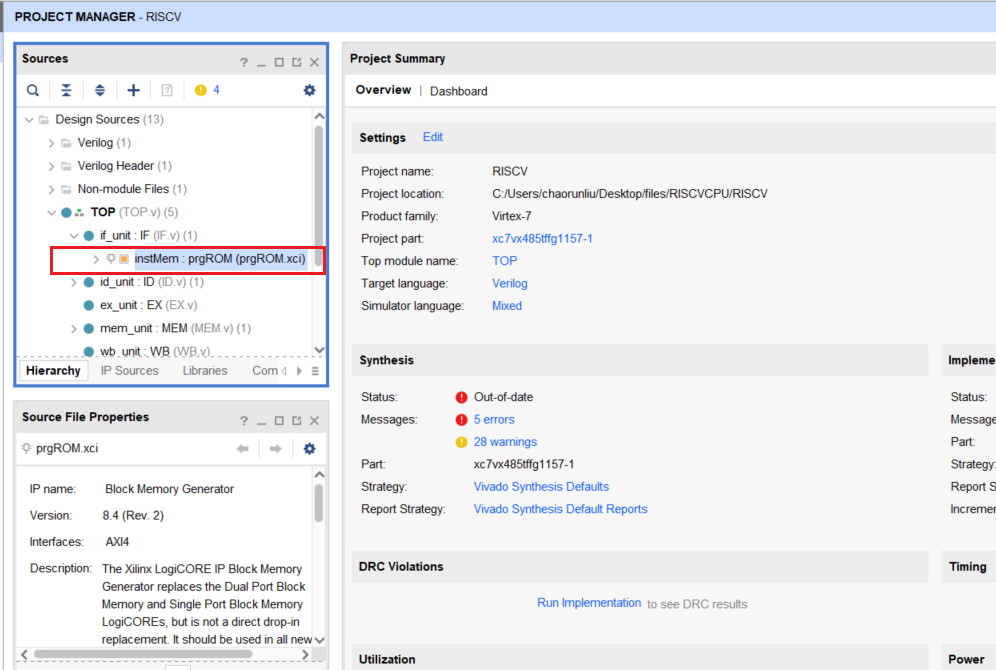 PROJECT MANAGER - RISCV
Sources
? _
4
Design Sources (13)
Verilog (1)
Verilog Header (1)
Non-module Files (1)
TOP (TOP.v) (5)
if_unit : IF (IF.v) (1)
instMem : prgROM (prgROM.xci)
id_unit : ID (ID.v) (1)
ex_unit : EX (EX.v)
mem_unit : MEM (MEM.v) (1)
wb_unit : WB (WB.v)
Hierarchy IP Sources Libraries Com
Source File Properties
? _
prgROM.xci
IP name: Block Memory Generator
Version: 8.4 (Rev. 2)
Interfaces: AXI4
Description: The Xilinx LogiCORE IP Block Memory
Generator replaces the Dual Port Block
Memory and Single Port Block Memory
LogiCOREs, but is not a direct drop-in
replacement. It should be used in all new
Project Summary
Overview | Dashboard
Settings Edit
Project name: RISCV
Project location: C:/Users/chaorunliu/Desktop/files/RISCVCPU/RISCV
Product family: Virtex-7
Project part: xc7vx485tffg1157-1
Top module name: TOP
Target language: Verilog
Simulator language: Mixed
Synthesis
Status: Out-of-date
Messages: 5 errors
28 warnings
Part: xc7vx485tffg1157-1
Strategy: Vivado Synthesis Defaults
Report Strategy: Vivado Synthesis Default Reports
Impleme
Status:
Message
Part:
Strategy:
Report S
Incremen
DRC Violations
Run Implementation to see DRC results
Timing
Utilization
Power